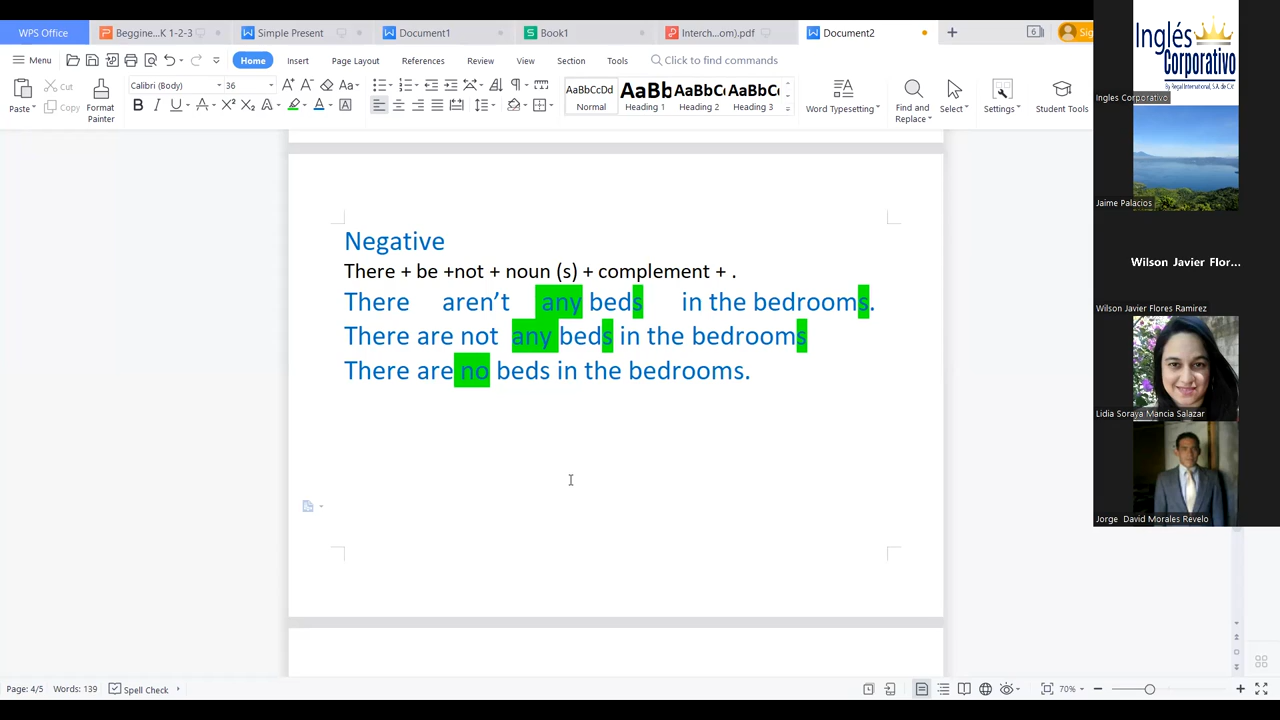 WPS Office
Beggine...K 1-2-3
Simple Present
Document1
Book1
Interch...om).pdf
Document2
Menu
Home
Insert
Page Layout
References
Review
View
Section
Tools
Click to find commands
Paste
Cut
Copy
Format Painter
Calibri (Body)
36
AaBbCcDd
Normal
Heading 1
Heading 2
Heading 3
Word Typesetting
Find and Replace
Select
Settings
Student Tools
Negative
There + be +not + noun (s) + complement + .
There aren’t any beds in the bedrooms.
There are not any beds in the bedrooms
There are no beds in the bedrooms.
Page: 4/5
Words: 139
Spell Check
70%
Inglés
Corporativo
By Regal International, S.A. de C.V.
Ingles Corporativo
Jaime Palacios
Wilson Javier Flor...
Wilson Javier Flores Ramirez
Lidia Soraya Mancia Salazar
Jorge David Morales Revelo